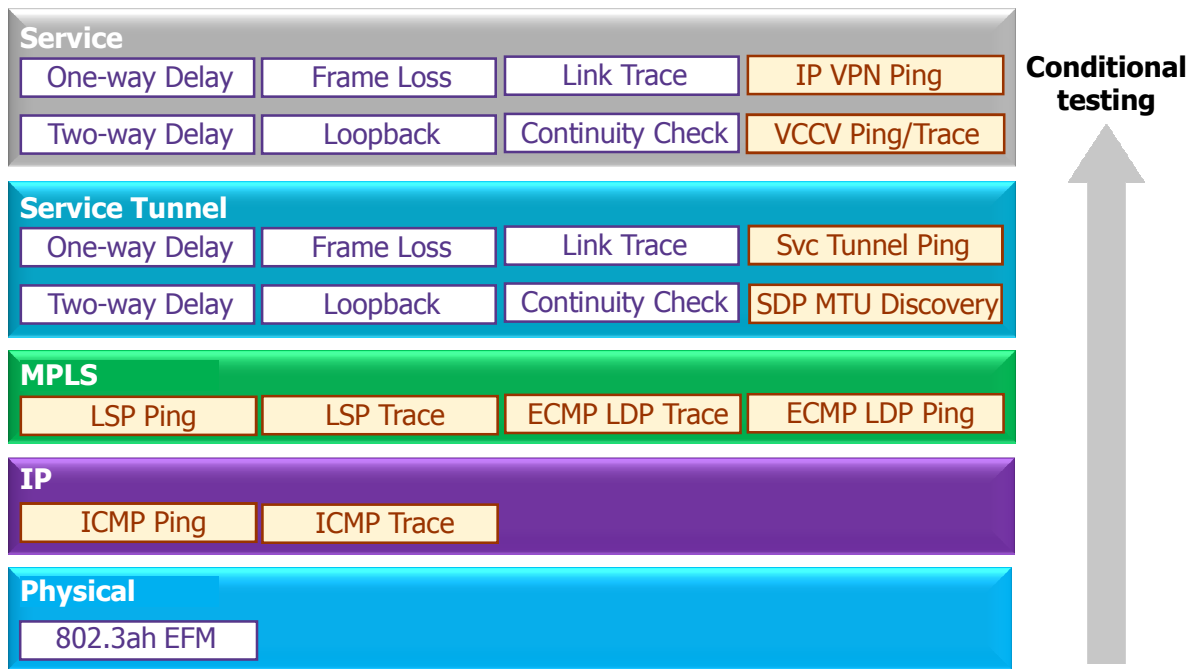 Service
One-way Delay
Frame Loss
Link Trace
IP VPN Ping
Two-way Delay
Loopback
Continuity Check
VCCV Ping/Trace
Conditional
testing
Service Tunnel
One-way Delay
Frame Loss
Link Trace
Svc Tunnel Ping
Two-way Delay
Loopback
Continuity Check
SDP MTU Discovery
MPLS
LSP Ping
LSP Trace
ECMP LDP Trace
ECMP LDP Ping
IP
ICMP Ping
ICMP Trace
Physical
802.3ah EFM